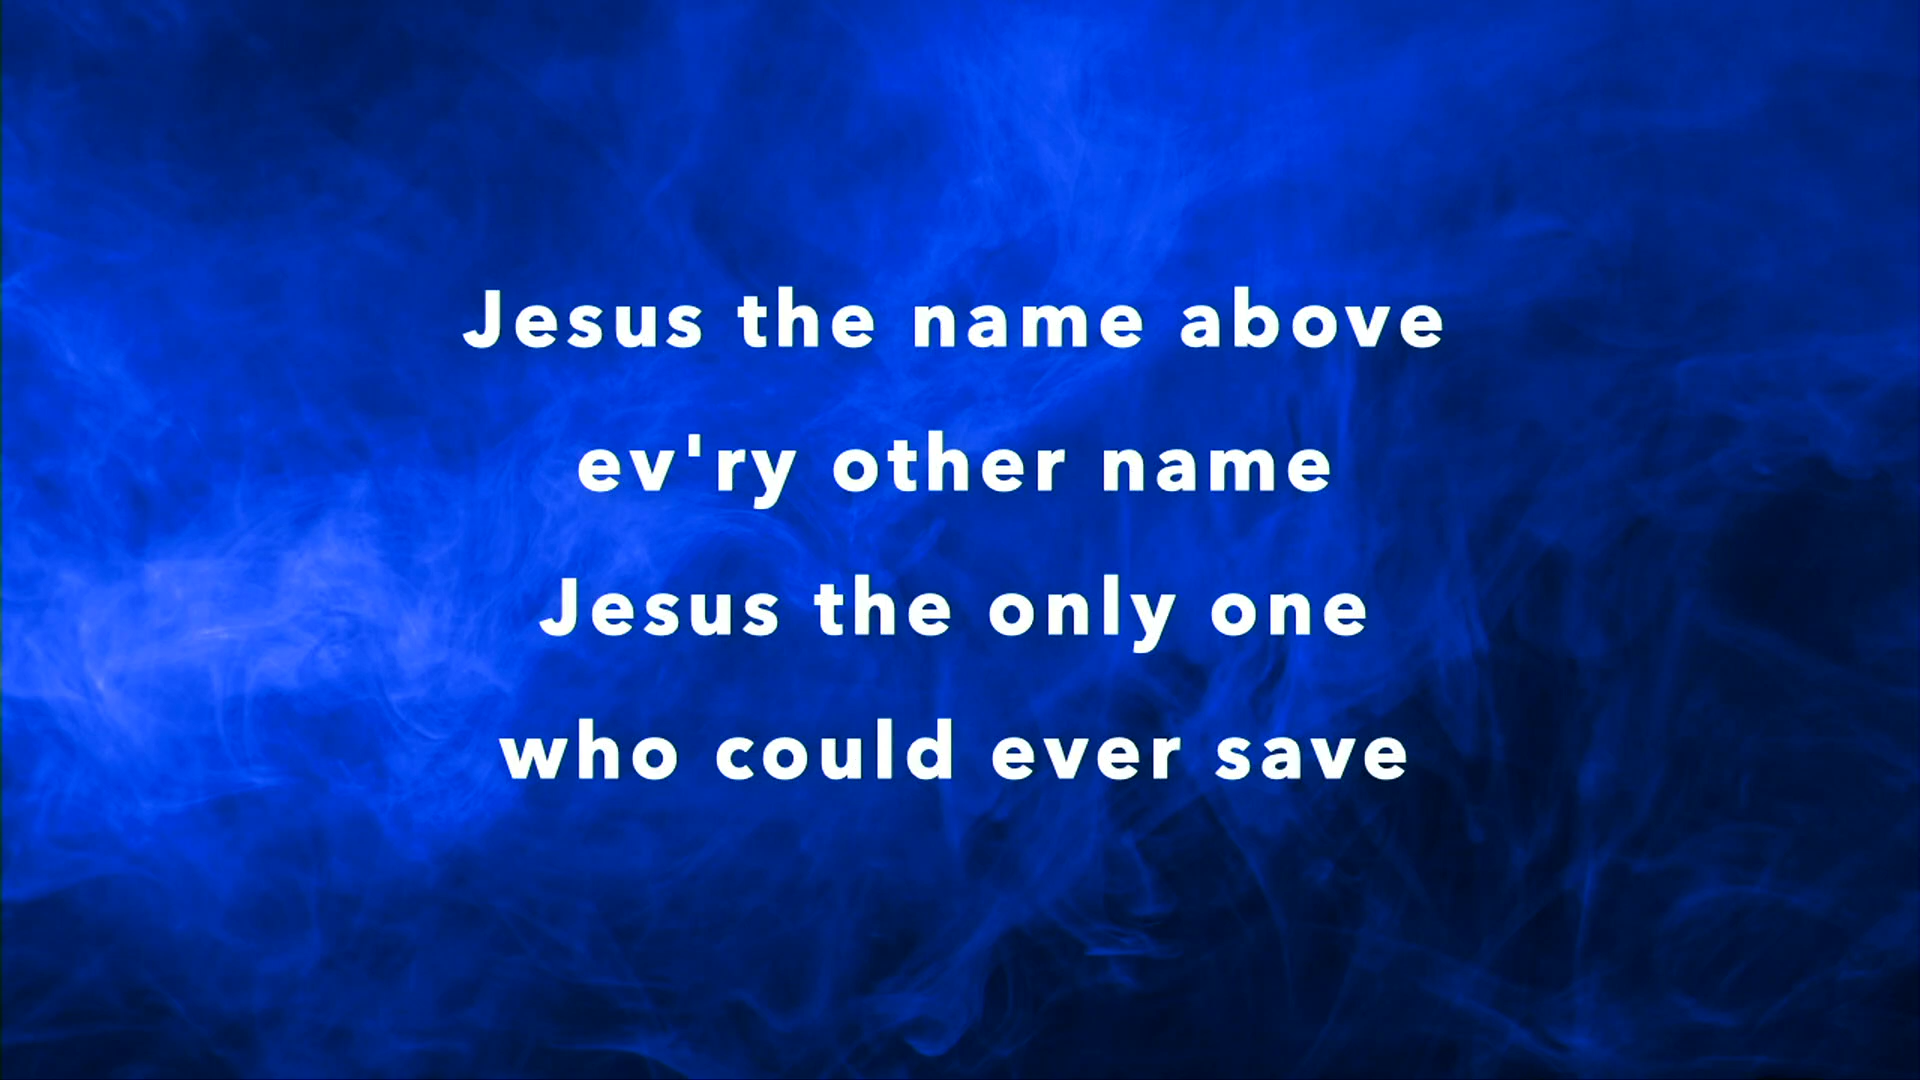 Jesus the name above
ev'ry other name
Jesus the only one
who could ever save